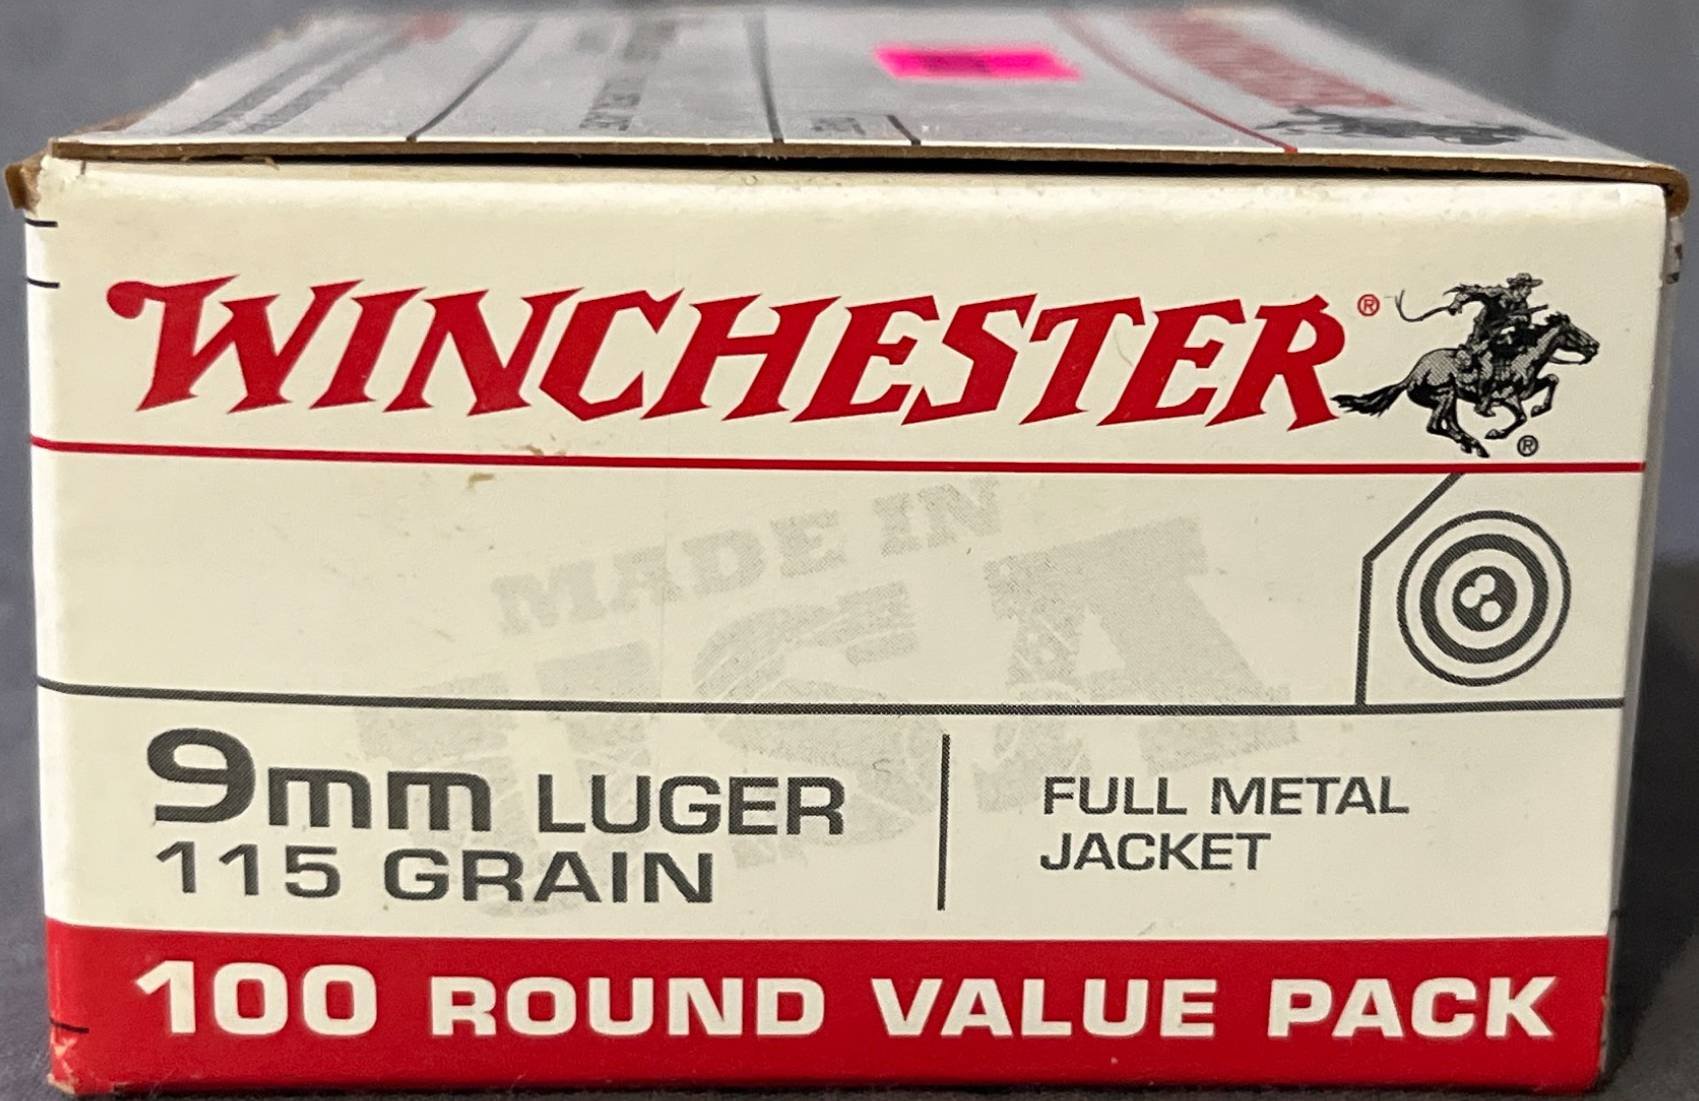 WINCHESTER®
®
MADE IN
USA
9mm LUGER
115 GRAIN
FULL METAL
JACKET
100 ROUND VALUE PACK